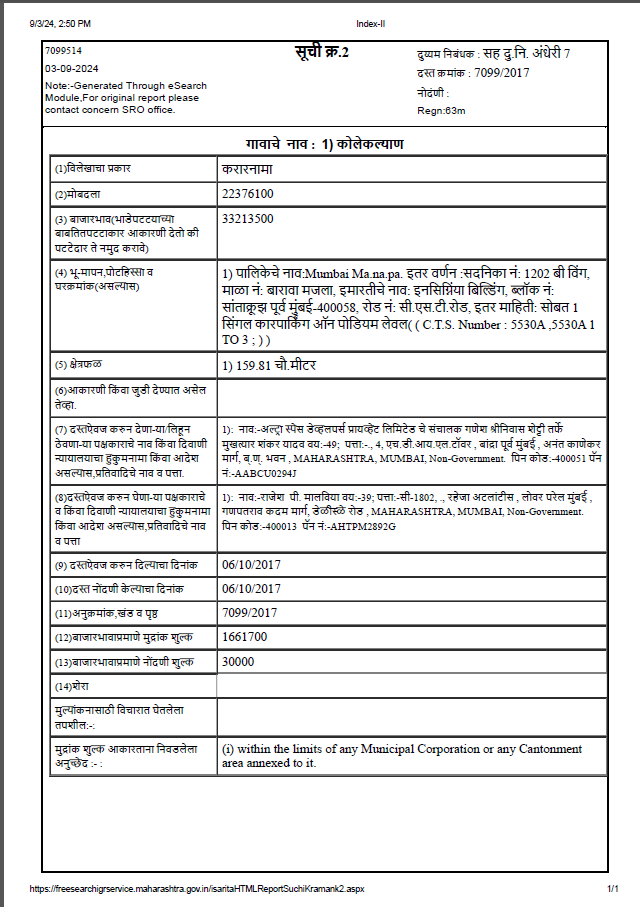 9/3/24, 2:50 PM Index-II
7099514
03-09-2024
Note:-Generated Through eSearch
Module,For original report please
contact concern SRO office.
सूची क्र.2
दुय्यम निबंधक : सह दु.नि. अंधेरी 7
दस्त क्रमांक : 7099/2017
नोदंणी :
Regn:63m
गावाचे नाव : 1) कोलेकल्याण
(1)विलेखाचा प्रकार
करारनामा
(2)मोबदला
22376100
(3) बाजारभाव(भाडेपटटयाच्या
बाबतितपटटाकार आकारणी देतो की
पटटेदार ते नमुद करावे)
33213500
(4) भू-मापन,पोटहिस्सा व
घरक्रमांक(असल्यास)
1) पालिकेचे नाव:Mumbai Ma.na.pa. इतर वर्णन :सदनिका नं: 1202 बी विंग,
माळा नं: बारावा मजला, इमारतीचे नाव: इनसिग्निया बिल्डिंग, ब्लॉक नं:
सांताक्रूझ पूर्व मुंबई-400058, रोड नं: सी.एस.टी.रोड, इतर माहिती: सोबत 1
सिंगल कारपार्किंग ऑन पोडियम लेवल( ( C.T.S. Number : 5530A ,5530A 1
TO 3 ; ) )
(5) क्षेत्रफळ
1) 159.81 चौ.मीटर
(6)आकारणी किंवा जुडी देण्यात असेल
तेव्हा.
(7) दस्तऐवज करुन देणा-या/लिहून
ठेवणा-या पक्षकाराचे नाव किंवा दिवाणी
न्यायालयाचा हुकुमनामा किंवा आदेश
असल्यास,प्रतिवादिचे नाव व पत्ता.
1): नाव:-अल्ट्रा स्पेस डेव्हलपर्स प्रायव्हेट लिमिटेड चे संचालक गणेश श्रीनिवास शेट्टी तर्फे
मुखत्यार शंकर यादव वय:-49; पत्ता:-., 4, एच.डी.आय.एल.टॉवर , बांद्रा पूर्व मुंबई , अनंत काणेकर
मार्ग, ब्.ण्. भवन , MAHARASHTRA, MUMBAI, Non-Government. पिन कोड:-400051 पॅन
नं:-AABCU0294J
(8)दस्तऐवज करुन घेणा-या पक्षकाराचे
व किंवा दिवाणी न्यायालयाचा हुकुमनामा
किंवा आदेश असल्यास,प्रतिवादिचे नाव
व पत्ता
1): नाव:-राजेश पी. मालविया वय:-39; पत्ता:-सी-1802, ., रहेजा अटलांटीस , लोवर परेल मुंबई ,
गणपतराव कदम मार्ग, डेळीस्ळे रोड , MAHARASHTRA, MUMBAI, Non-Government.
पिन कोड:-400013 पॅन नं:-AHTPM2892G
(9) दस्तऐवज करुन दिल्याचा दिनांक
06/10/2017
(10)दस्त नोंदणी केल्याचा दिनांक
06/10/2017
(11)अनुक्रमांक,खंड व पृष्ठ
7099/2017
(12)बाजारभावाप्रमाणे मुद्रांक शुल्क
1661700
(13)बाजारभावाप्रमाणे नोंदणी शुल्क
30000
(14)शेरा
मुल्यांकनासाठी विचारात घेतलेला
तपशील:-:
मुद्रांक शुल्क आकारताना निवडलेला
अनुच्छेद :- :
(i) within the limits of any Municipal Corporation or any Cantonment
area annexed to it.
https://freesearchigrservice.maharashtra.gov.in/isaritaHTMLReportSuchiKramank2.aspx 1/1